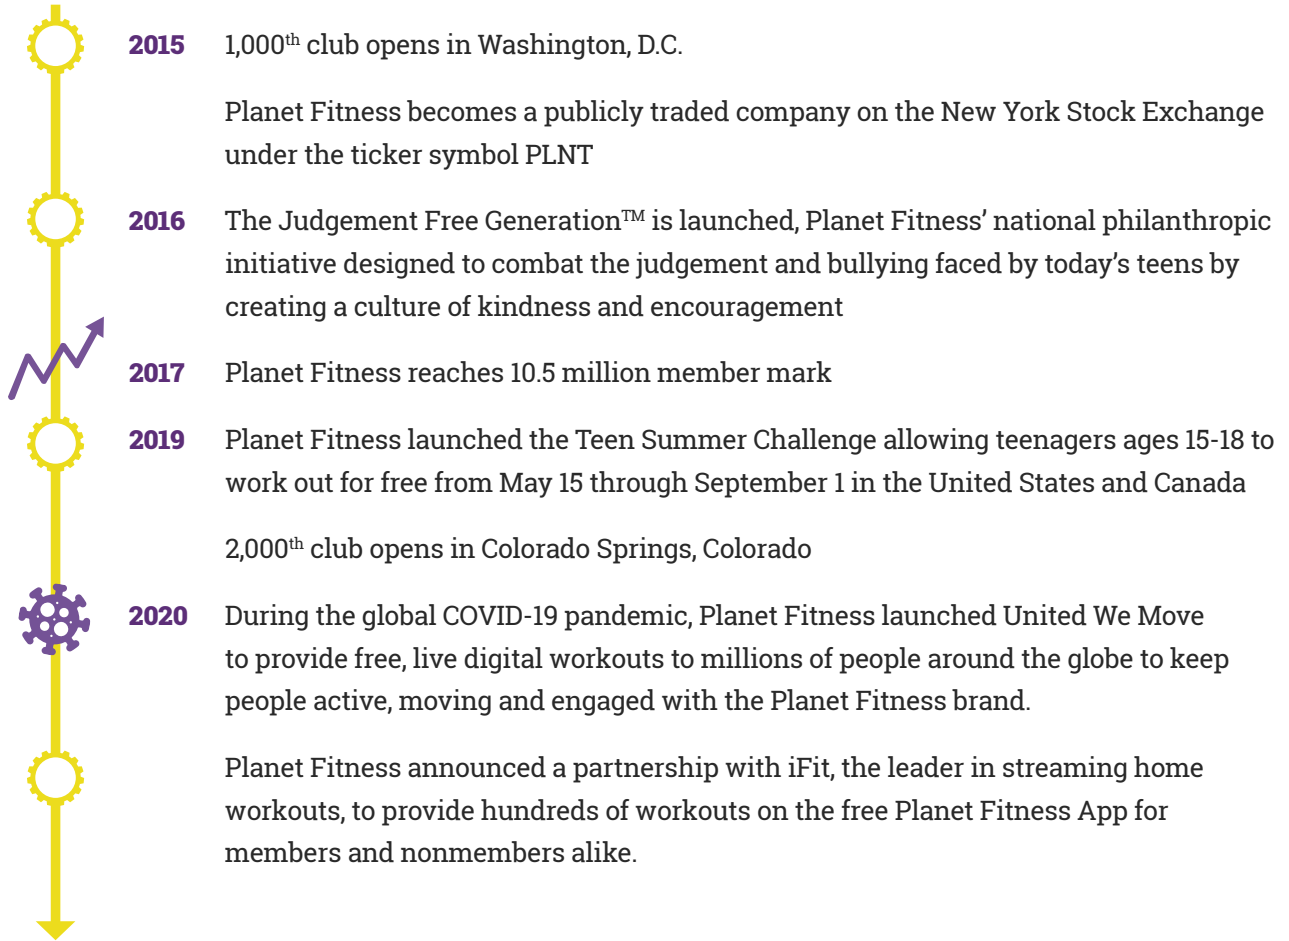 2015 1,000th club opens in Washington, D.C.
Planet Fitness becomes a publicly traded company on the New York Stock Exchange
under the ticker symbol PLNT
2016 The Judgement Free Generation™ is launched, Planet Fitness’ national philanthropic
initiative designed to combat the judgement and bullying faced by today’s teens by
creating a culture of kindness and encouragement
2017 Planet Fitness reaches 10.5 million member mark
2019 Planet Fitness launched the Teen Summer Challenge allowing teenagers ages 15-18 to
work out for free from May 15 through September 1 in the United States and Canada
2,000th club opens in Colorado Springs, Colorado
2020 During the global COVID-19 pandemic, Planet Fitness launched United We Move
to provide free, live digital workouts to millions of people around the globe to keep
people active, moving and engaged with the Planet Fitness brand.
Planet Fitness announced a partnership with iFit, the leader in streaming home
workouts, to provide hundreds of workouts on the free Planet Fitness App for
members and nonmembers alike.